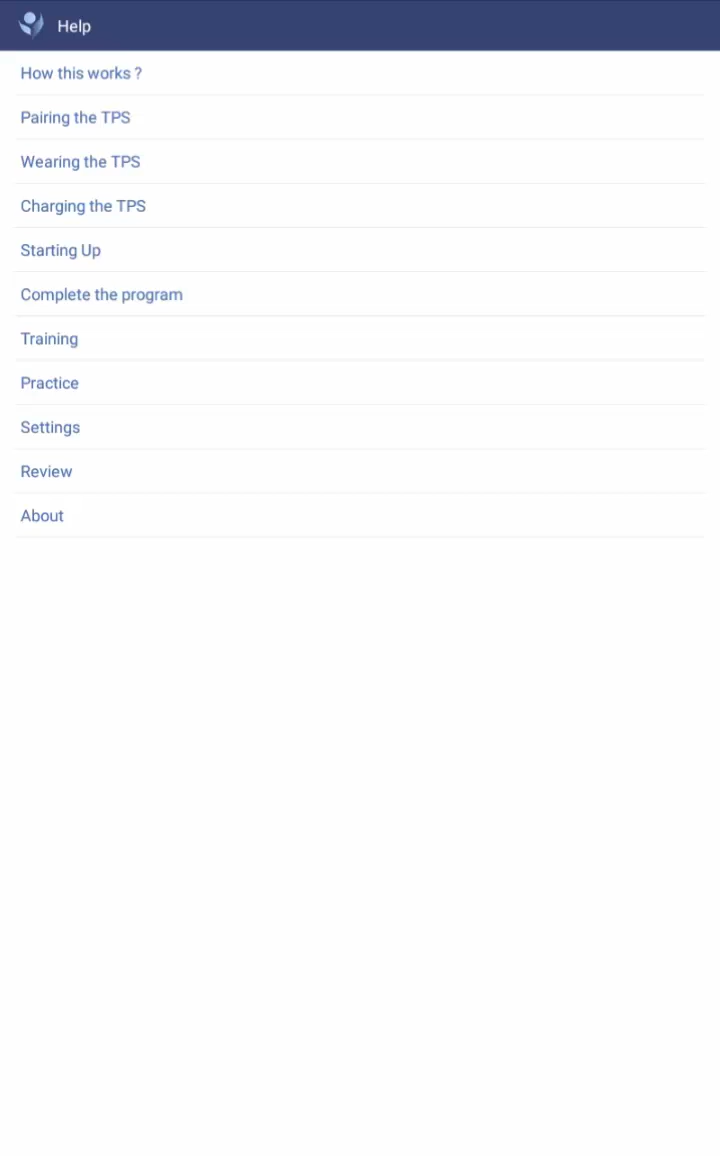 Help
How this works ?
Pairing the TPS
Wearing the TPS
Charging the TPS
Starting Up
Complete the program
Training
Practice
Settings
Review
About